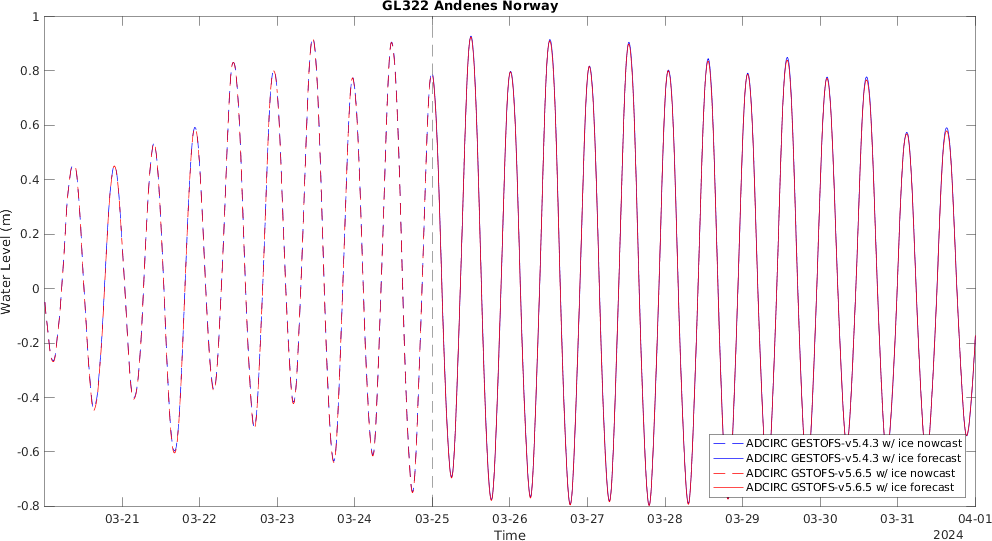 GL322 Andenes Norway
Water Level (m)
1
0.8
0.6
0.4
0.2
0
-0.2
-0.4
-0.6
-0.8
ADCIRC GESTOFS-v5.4.3 w/ ice nowcast
ADCIRC GESTOFS-v5.4.3 w/ ice forecast
ADCIRC GSTOFS-v5.6.5 w/ ice nowcast
ADCIRC GSTOFS-v5.6.5 w/ ice forecast
03-21 03-22 03-23 03-24 03-25 03-26 03-27 03-28 03-29 03-30 03-31 04-01
Time
2024